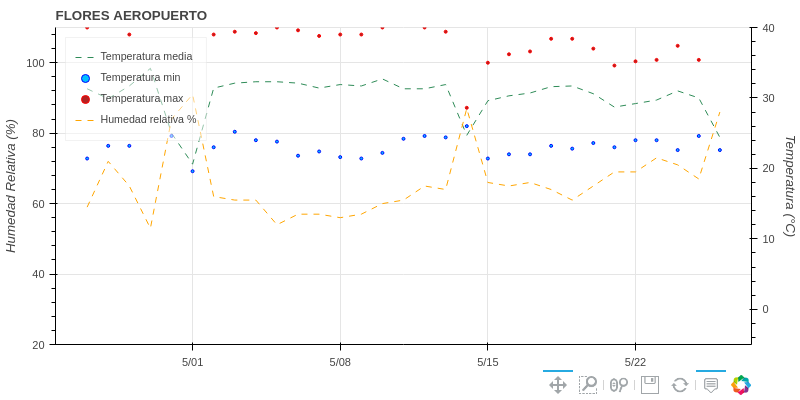 FLORES AEROPUERTO
Temperatura media
Temperatura min
Temperatura max
Humedad relativa %
Humedad Relativa (%)
100
80
60
40
20
40
30
20
10
0
Temperatura (°C)
5/01
5/08
5/15
5/22